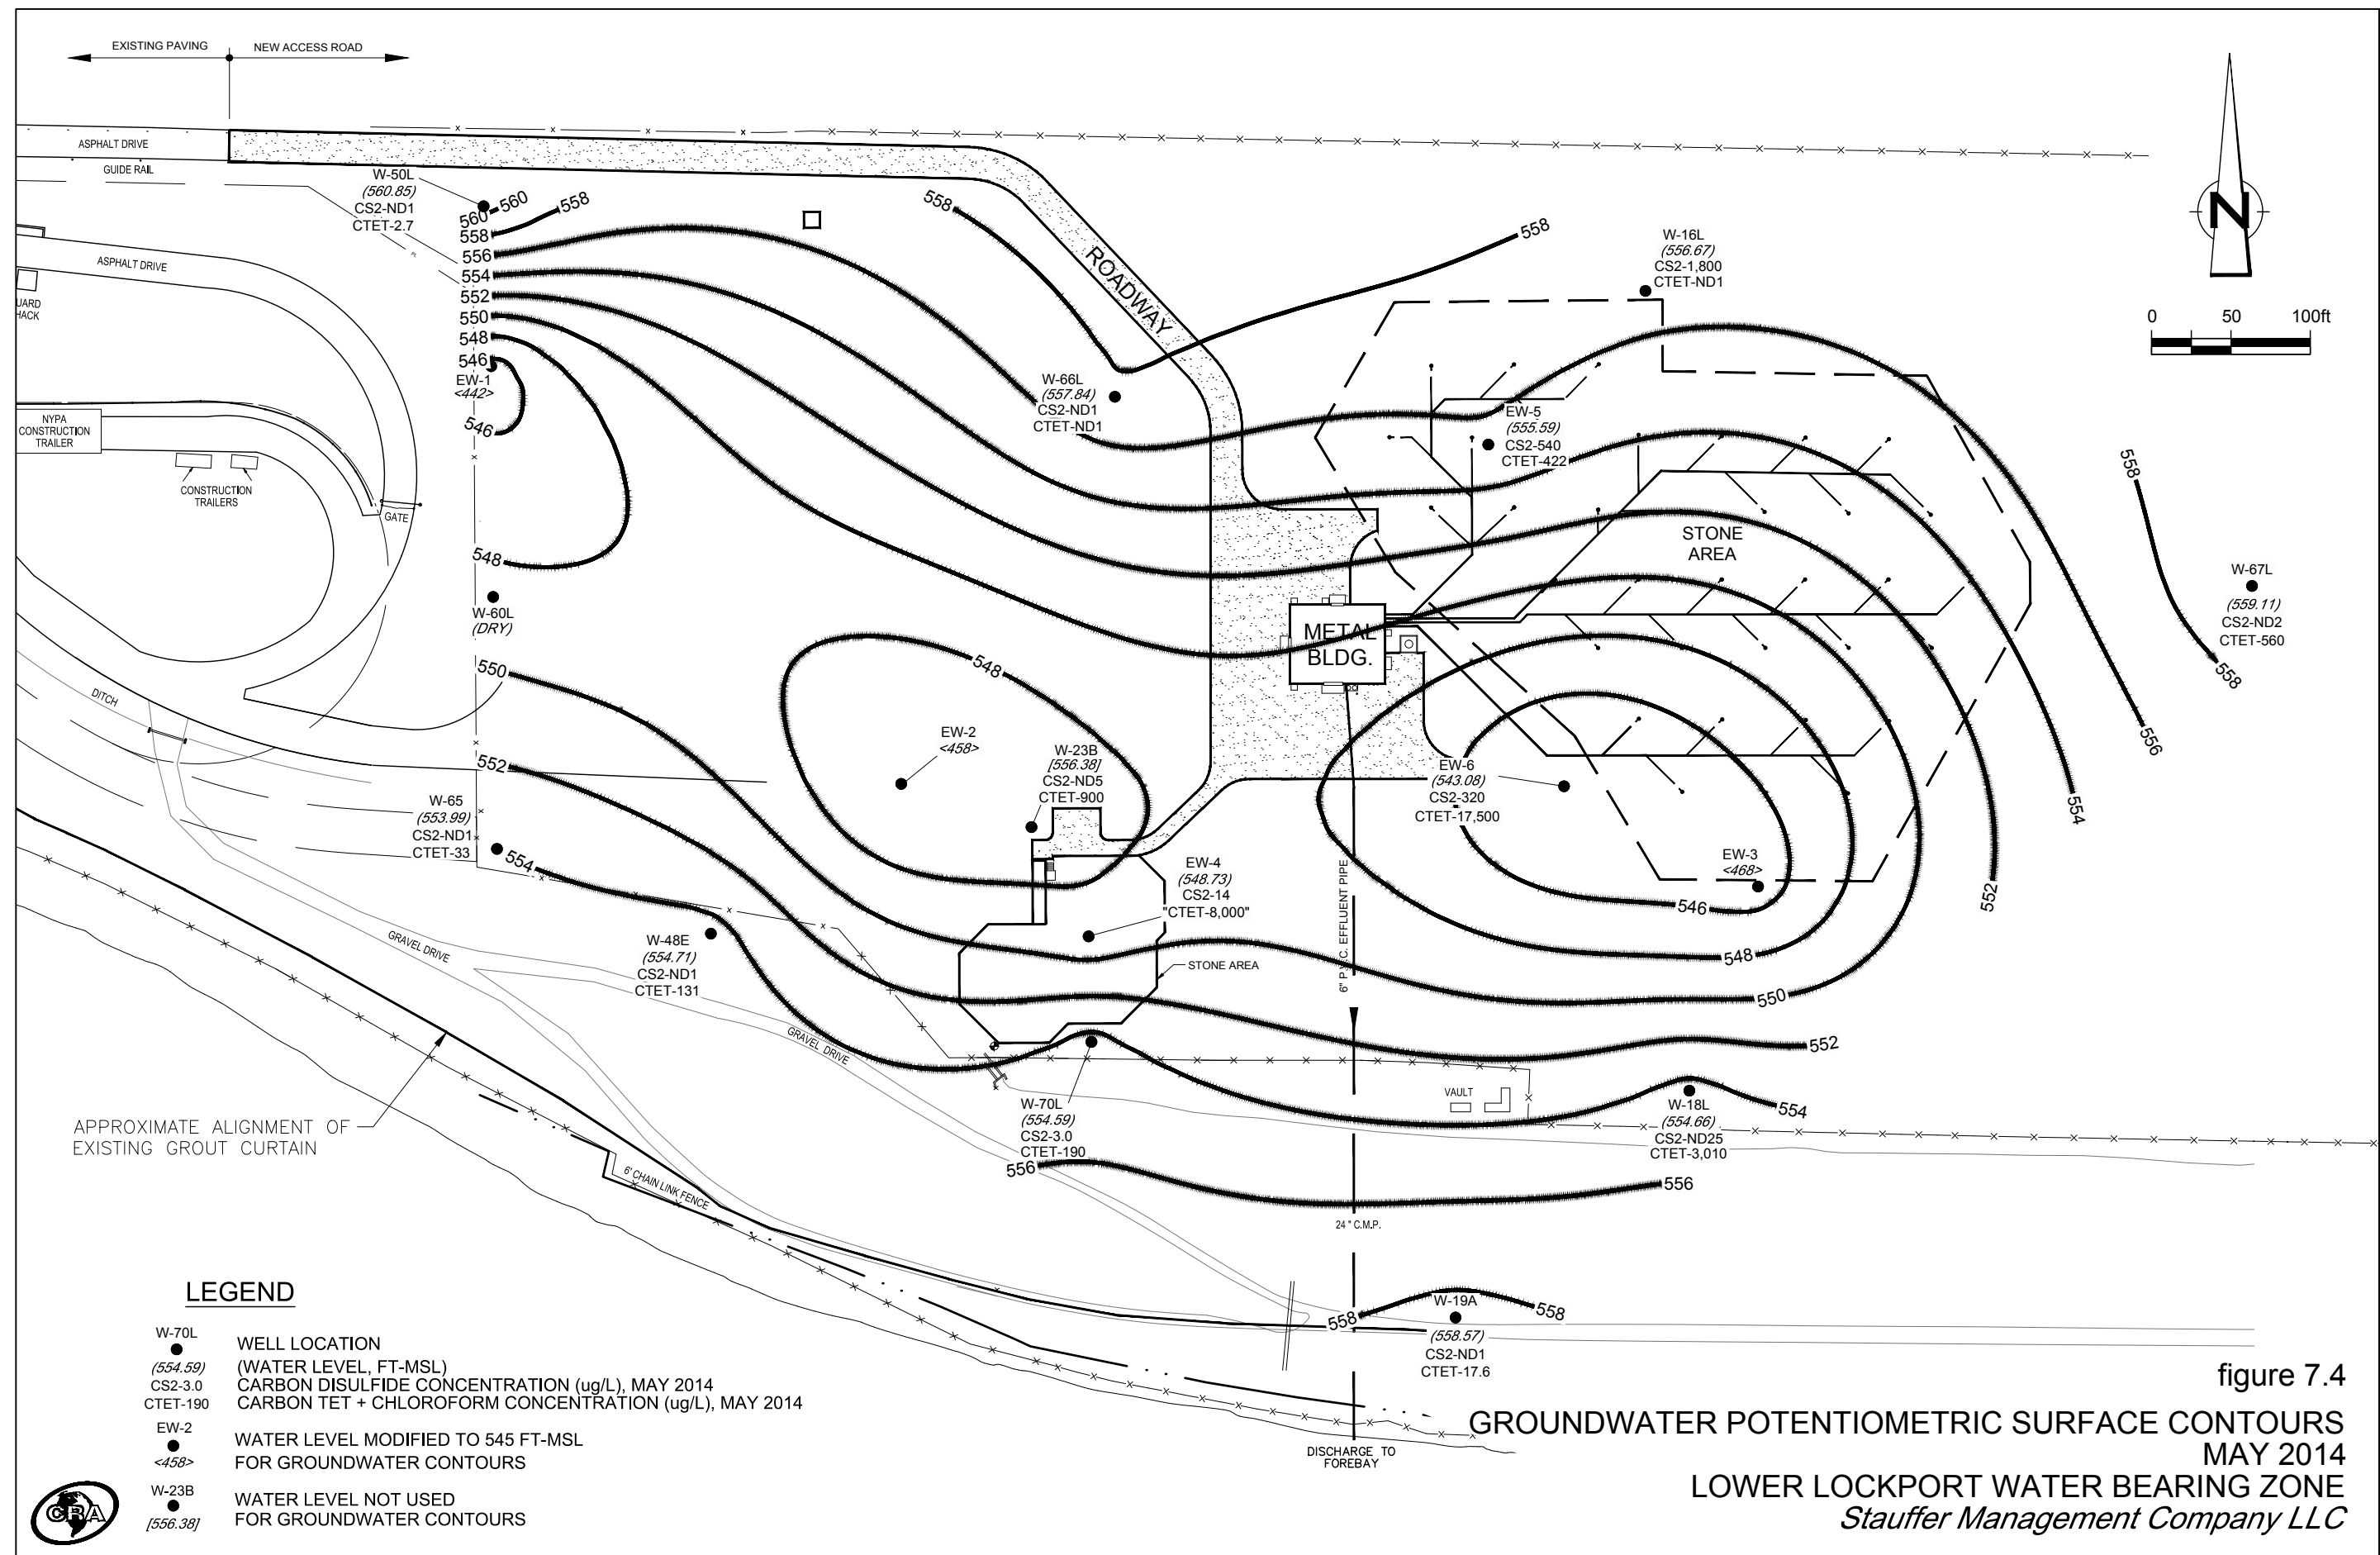 EXISTING PAVING
NEW ACCESS ROAD
ASPHALT DRIVE
GUIDE RAIL
W-50L
(560.85)
CS2-ND1
CTET-2.7
560
560
558
558
556
554
552
550
548
546
EW-1
<442>
546
548
ASPHALT DRIVE
UARD
HACK
NYPA
CONSTRUCTION
TRAILER
CONSTRUCTION
TRAILERS
GATE
558
ROADWAY
558
W-16L
(556.67)
CS2-1,800
CTET-ND1
N
0 50 100ft
W-66L
(557.84)
CS2-ND1
CTET-ND1
EW-5
(555.59)
CS2-540
CTET-422
STONE
AREA
558
W-67L
(559.11)
CS2-ND2
CTET-560
558
556
554
552
W-60L
(DRY)
METAL
BLDG.
550
548
DITCH
EW-2
<458>
W-23B
[556.38]
CS2-ND5
CTET-900
552
EW-6
(543.08)
CS2-320
CTET-17,500
W-65
(553.99)
CS2-ND1
CTET-33
554
EW-4
(548.73)
CS2-14
"CTET-8,000"
EW-3
<468>
546
6" P.V.C. EFFLUENT PIPE
GRAVEL DRIVE
W-48E
(554.71)
CS2-ND1
CTET-131
STONE AREA
548
550
GRAVEL DRIVE
552
VAULT
W-70L
(554.59)
CS2-3.0
CTET-190
W-18L
(554.66)
CS2-ND25
CTET-3,010
554
APPROXIMATE ALIGNMENT OF
EXISTING GROUT CURTAIN
556
556
6' CHAIN LINK FENCE
24 " C.M.P.
558
W-19A
558
(558.57)
CS2-ND1
CTET-17.6
DISCHARGE TO
FOREBAY
LEGEND
W-70L
WELL LOCATION
(554.59) (WATER LEVEL, FT-MSL)
CS2-3.0 CARBON DISULFIDE CONCENTRATION (ug/L), MAY 2014
CTET-190 CARBON TET + CHLOROFORM CONCENTRATION (ug/L), MAY 2014
EW-2
WATER LEVEL MODIFIED TO 545 FT-MSL
<458> FOR GROUNDWATER CONTOURS
W-23B
WATER LEVEL NOT USED
[556.38] FOR GROUNDWATER CONTOURS
CRA
figure 7.4
GROUNDWATER POTENTIOMETRIC SURFACE CONTOURS
MAY 2014
LOWER LOCKPORT WATER BEARING ZONE
Stauffer Management Company LLC